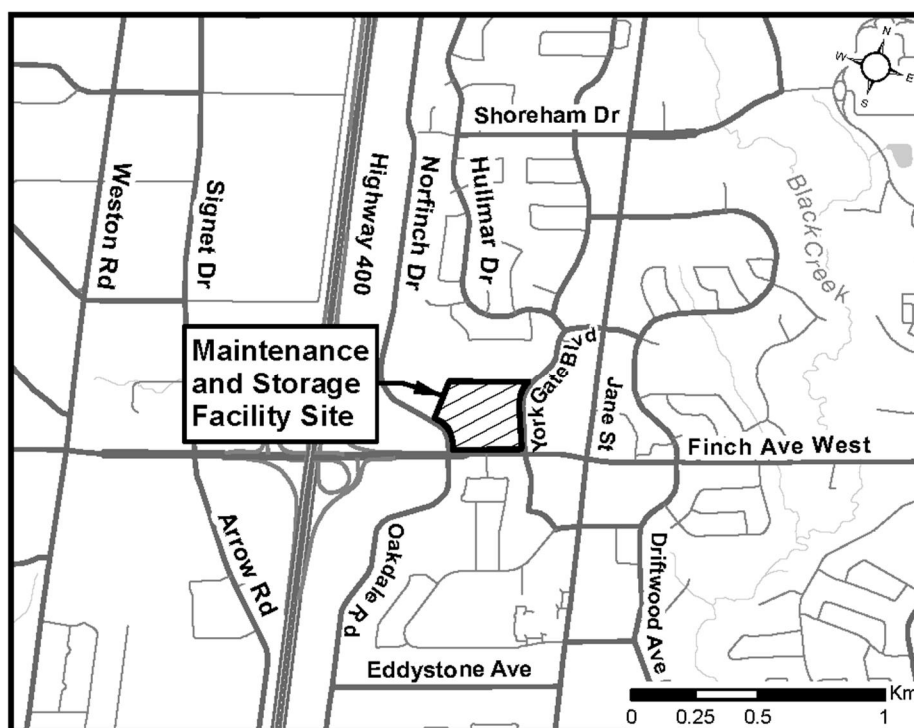 N
W
E
S
Shoreham Dr
Weston Rd
Signet Dr
Highway 400
Norfinch Dr
Hullmar Dr
Black Creek
Maintenance
and Storage
Facility Site
York Gate Blvd
Jane St
Finch Ave West
Arrow Rd
Oakdale Rd
Driftwood Ave
Eddystone Ave
Km
0 0.25 0.5 1